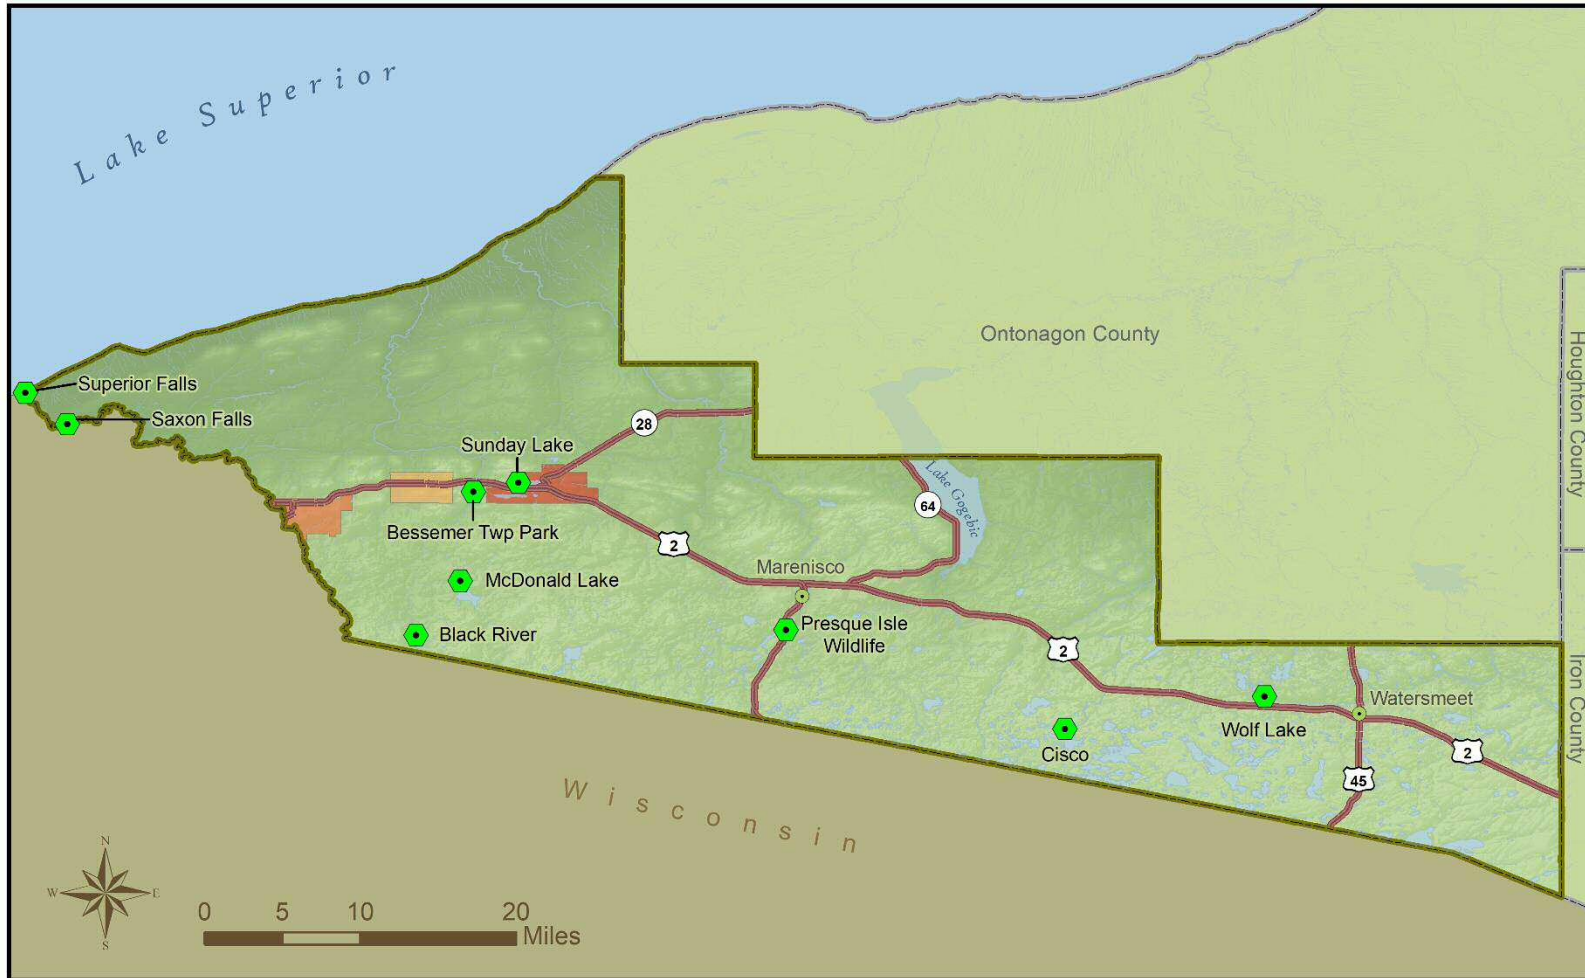 Lake Superior
Ontonagon County
Houghton County
Iron County
Superior Falls
Saxon Falls
28
Sunday Lake
Lake Gogebic
64
Bessemer Twp Park
2
Marenisco
McDonald Lake
Presque Isle
Wildlife
Black River
2
Watersmeet
Wolf Lake
Cisco
2
45
Wisconsin
N
W
E
S
0 5 10 20
Miles